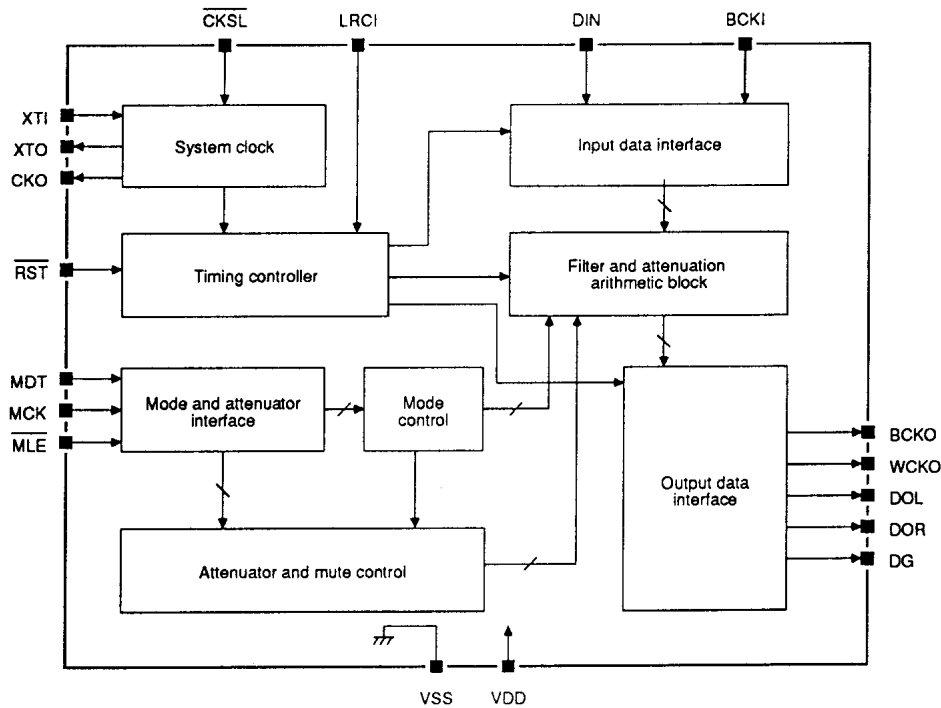 CKSL LRCI DIN BCKI
XTI
XTO
CKO
System clock
Input data interface
RST
Timing controller
Filter and attenuation
arithmetic block
MDT
MCK
MLE
Mode and attenuator
interface
Mode
control
Output data
interface
BCKO
WCKO
DOL
DOR
DG
Attenuator and mute control
VSS VDD